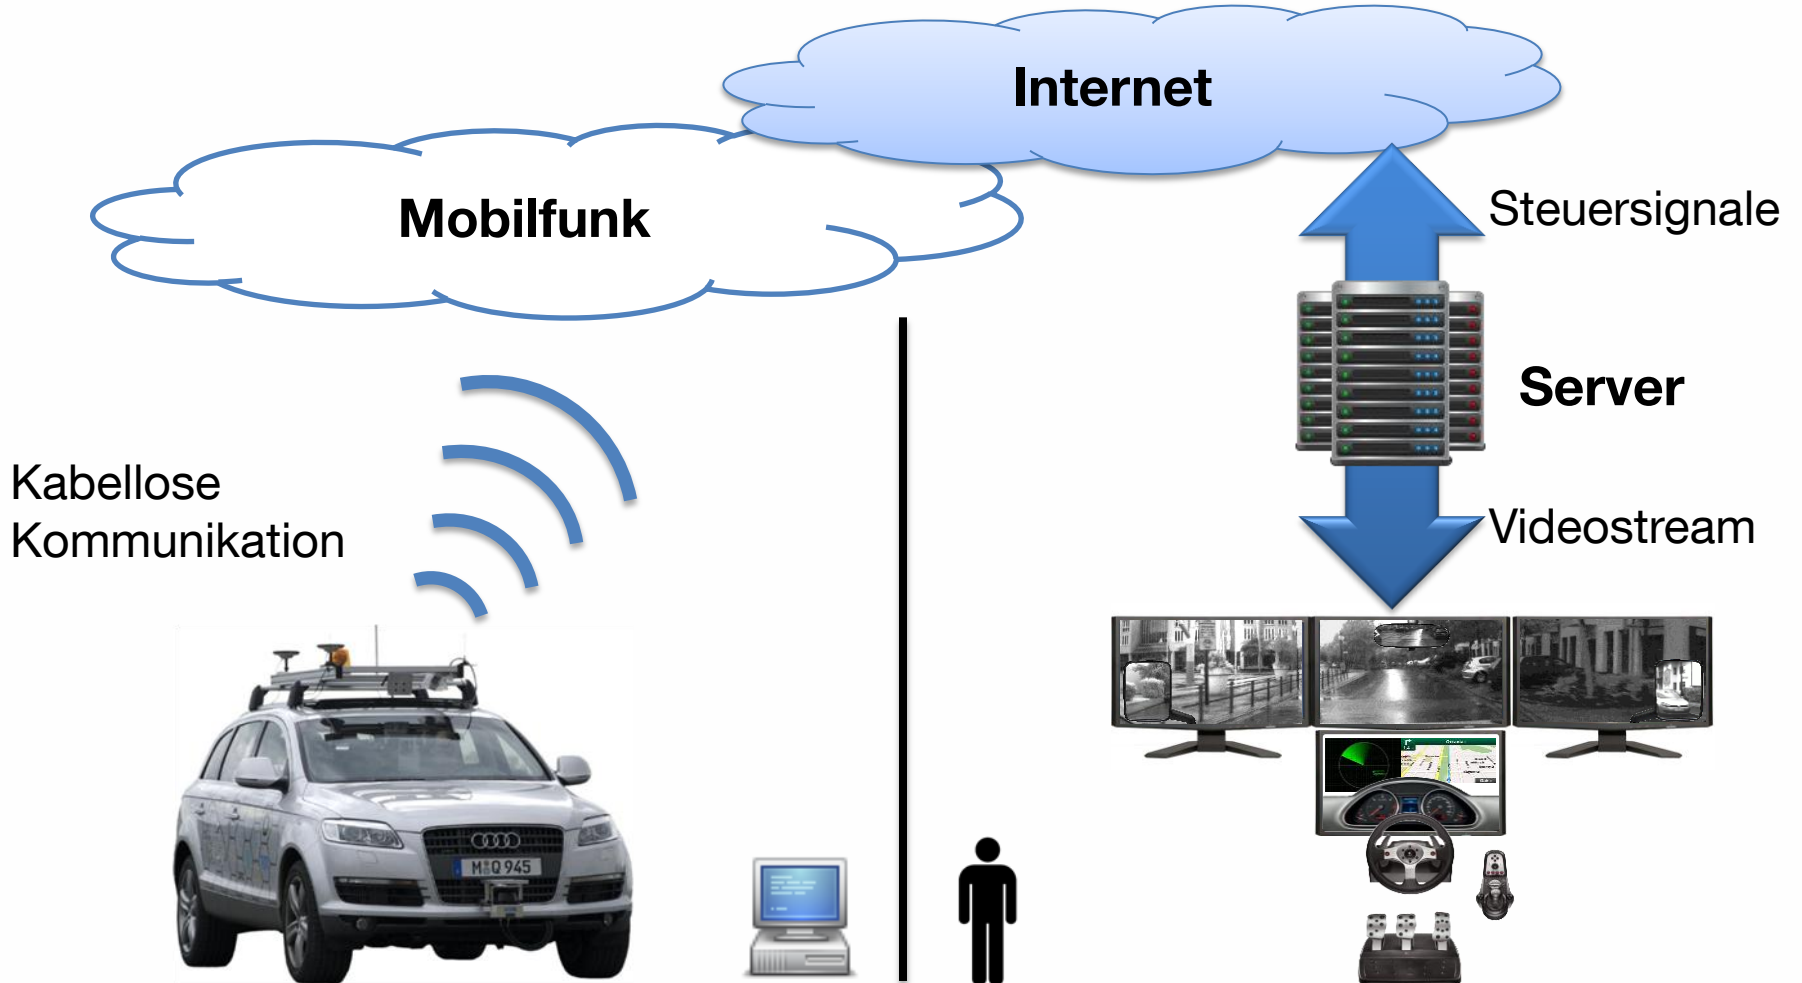 Internet
Mobilfunk
Steuersignale
Server
Kabellose
Kommunikation
Videostream
M Q 945